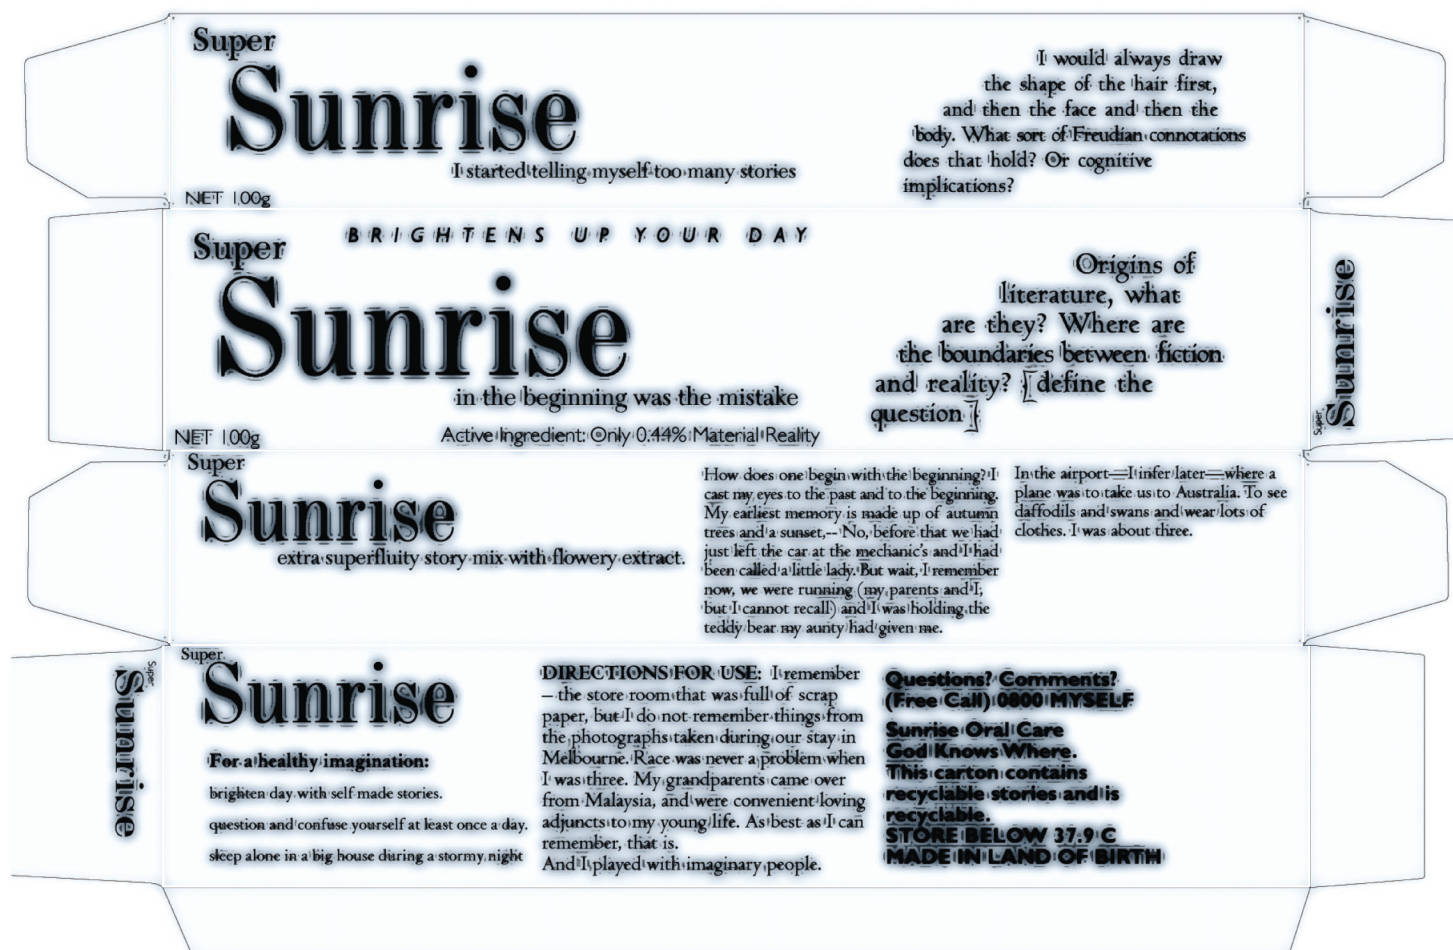 Super
Sunrise
I started telling myself too many stories
NET 100g
I would always draw
the shape of the hair first,
and then the face and then the
body. What sort of Freudian connotations
does that hold? Or cognitive
implications?
BRIGHTENS UP YOUR DAY
Super
Sunrise
in the beginning was the mistake
NET 100g
Active Ingredient: Only 0.44% Material Reality
Origins of
literature, what
are they? Where are
the boundaries between fiction
and reality? [define the
question]
Super
Sunrise
Super
Sunrise
extra superfluity story mix with flowery extract.
How does one begin with the beginning? I
cast my eyes to the past and to the beginning.
My earliest memory is made up of autumn
trees and a sunset,-- No, before that we had
just left the car at the mechanic's and I had
been called a little lady. But wait, I remember
now, we were running (my parents and I,
but I cannot recall) and I was holding the
teddy bear my aunty had given me.
In the airport—I infer later—where a
plane was to take us to Australia. To see
daffodils and swans and wear lots of
clothes. I was about three.
Super
Sunrise
Super
Sunrise
For a healthy imagination:
brighten day with self made stories.
question and confuse yourself at least once a day.
sleep alone in a big house during a stormy night
DIRECTIONS FOR USE: I remember
– the store room that was full of scrap
paper, but I do not remember things from
the photographs taken during our stay in
Melbourne. Race was never a problem when
I was three. My grandparents came over
from Malaysia, and were convenient loving
adjuncts to my young life. As best as I can
remember, that is.
And I played with imaginary people.
Questions? Comments?
(Free Call) 0800 MYSELF
Sunrise Oral Care
God Knows Where.
This carton contains
recyclable stories and is
recyclable.
STORE BELOW 37.9 C
MADE IN LAND OF BIRTH